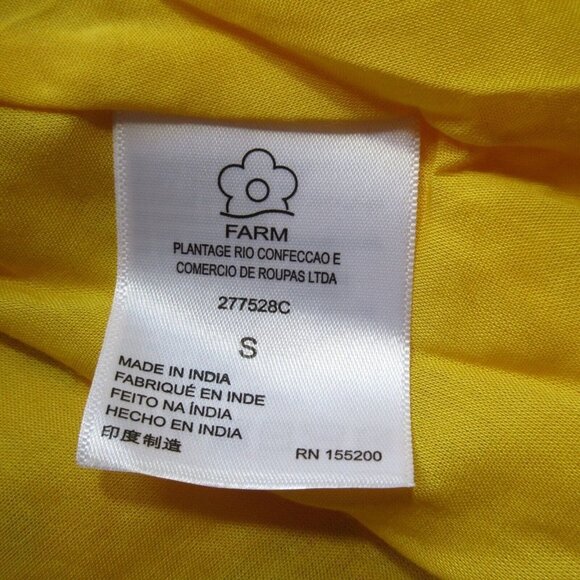 FARM
PLANTAGE RIO CONFECCAO E
COMERCIO DE ROUPAS LTDA
277528C
S
MADE IN INDIA
FABRIQUÉ EN INDE
FEITO NA ÍNDIA
HECHO EN INDIA
印度制造
RN 155200